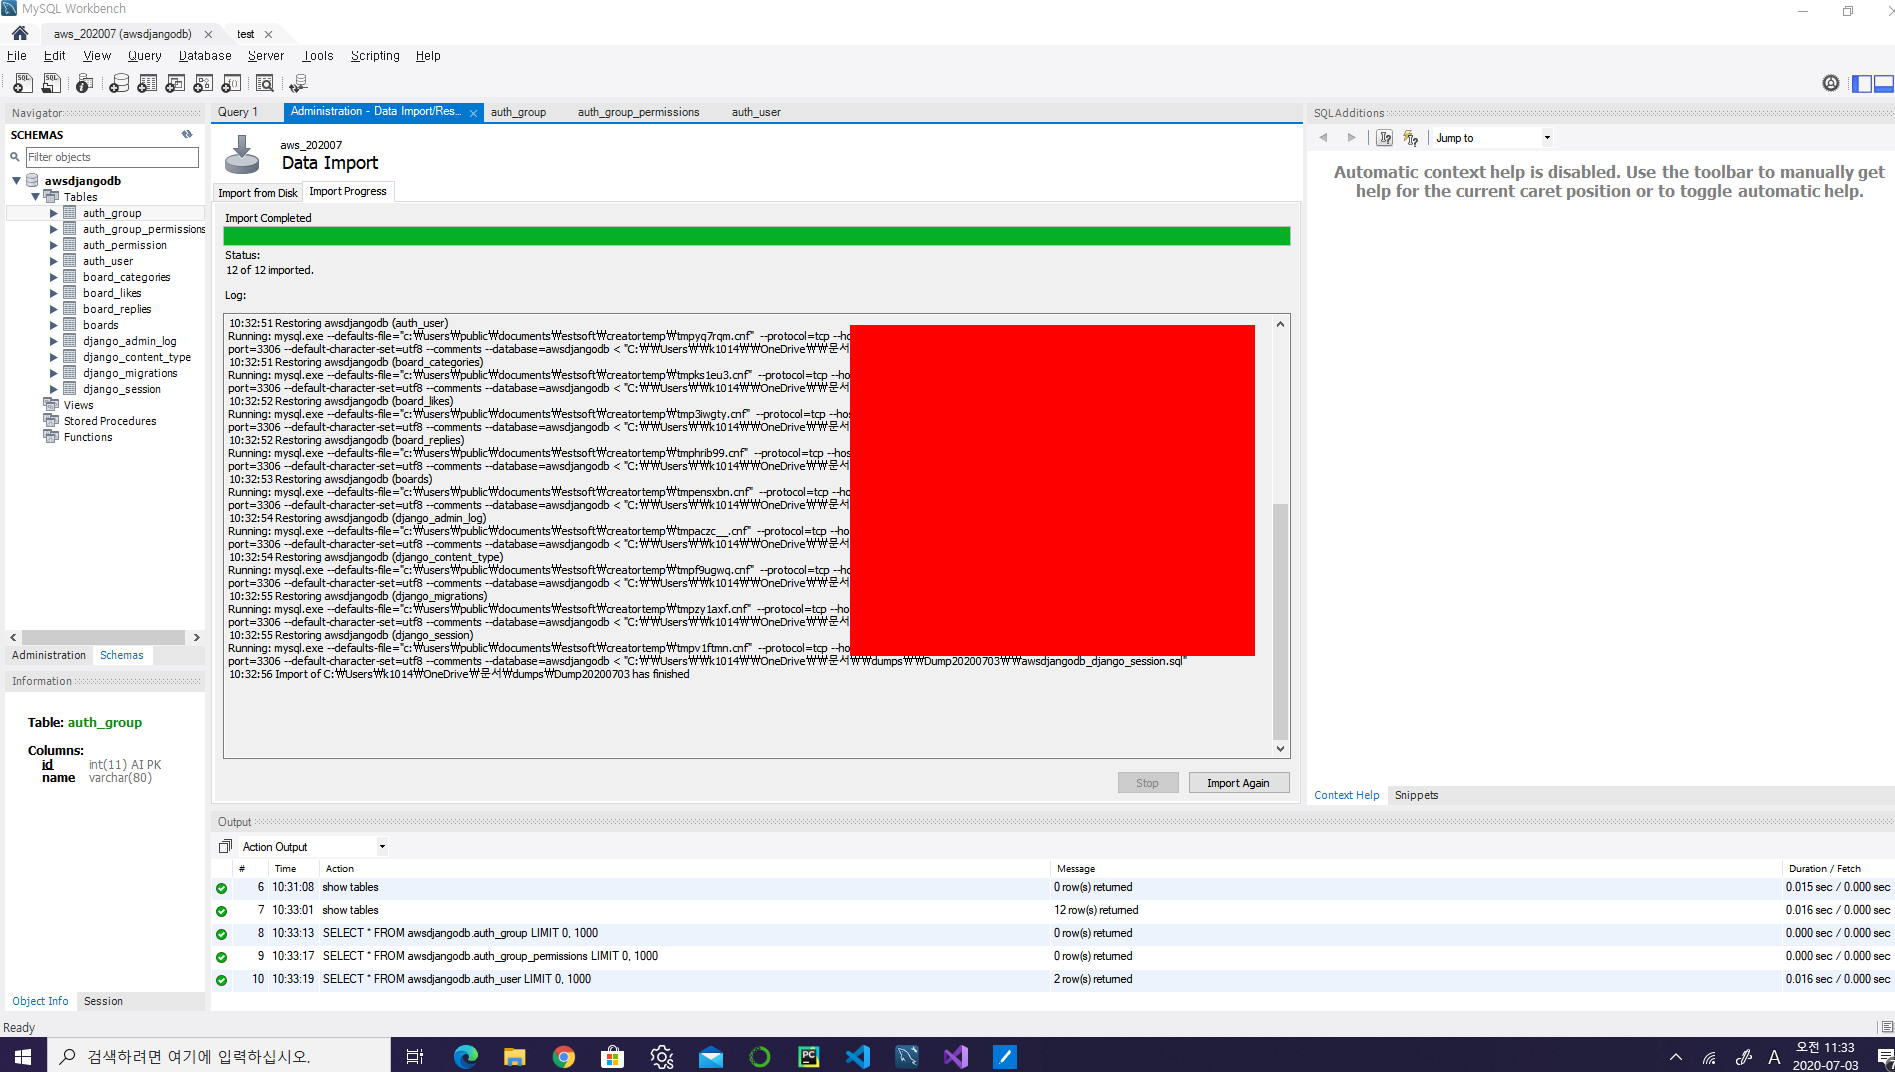 MySQL Workbench
aws_202007 (awsdjangodb)
test
File Edit View Query Database Server Tools Scripting Help
Navigator
SCHEMAS
Filter objects
awsdjangodb
Tables
auth_group
auth_group_permissions
auth_permission
auth_user
board_categories
board_likes
board_replies
boards
django_admin_log
django_content_type
django_migrations
django_session
Views
Stored Procedures
Functions
Administration Schemas
Information
Table: auth_group
Columns:
id int(11) AI PK
name varchar(80)
Object Info Session
Query 1 Administration - Data Import/Res... auth_group auth_group_permissions auth_user
aws_202007
Data Import
Import from Disk Import Progress
Import Completed
Status:
12 of 12 imported.
Log:
10:32:51 Restoring awsdjangodb (auth_user)
Running: mysql.exe --defaults-file="c:₩users₩public₩documents₩estsoft₩creatortemp₩tmpyq7rqm.cnf" --protocol=tcp --ho
port=3306 --default-character-set=utf8 --comments --database=awsdjangodb < "C:₩₩Users₩₩k1014₩₩OneDrive₩₩문서
10:32:51 Restoring awsdjangodb (board_categories)
Running: mysql.exe --defaults-file="c:₩users₩public₩documents₩estsoft₩creatortemp₩tmpks1eu3.cnf" --protocol=tcp --hos
port=3306 --default-character-set=utf8 --comments --database=awsdjangodb < "C:₩₩Users₩₩k1014₩₩OneDrive₩₩문서
10:32:52 Restoring awsdjangodb (board_likes)
Running: mysql.exe --defaults-file="c:₩users₩public₩documents₩estsoft₩creatortemp₩tmp3iwgty.cnf" --protocol=tcp --hos
port=3306 --default-character-set=utf8 --comments --database=awsdjangodb < "C:₩₩Users₩₩k1014₩₩OneDrive₩₩문서
10:32:52 Restoring awsdjangodb (board_replies)
Running: mysql.exe --defaults-file="c:₩users₩public₩documents₩estsoft₩creatortemp₩tmphrib99.cnf" --protocol=tcp --hos
port=3306 --default-character-set=utf8 --comments --database=awsdjangodb < "C:₩₩Users₩₩k1014₩₩OneDrive₩₩문서
10:32:53 Restoring awsdjangodb (boards)
Running: mysql.exe --defaults-file="c:₩users₩public₩documents₩estsoft₩creatortemp₩tmpensxbn.cnf" --protocol=tcp --ho
port=3306 --default-character-set=utf8 --comments --database=awsdjangodb < "C:₩₩Users₩₩k1014₩₩OneDrive₩₩문서
10:32:54 Restoring awsdjangodb (django_admin_log)
Running: mysql.exe --defaults-file="c:₩users₩public₩documents₩estsoft₩creatortemp₩tmpaczc__.cnf" --protocol=tcp --ho
port=3306 --default-character-set=utf8 --comments --database=awsdjangodb < "C:₩₩Users₩₩k1014₩₩OneDrive₩₩문서
10:32:54 Restoring awsdjangodb (django_content_type)
Running: mysql.exe --defaults-file="c:₩users₩public₩documents₩estsoft₩creatortemp₩tmpf9ugwq.cnf" --protocol=tcp --ho
port=3306 --default-character-set=utf8 --comments --database=awsdjangodb < "C:₩₩Users₩₩k1014₩₩OneDrive₩₩문서
10:32:55 Restoring awsdjangodb (django_migrations)
Running: mysql.exe --defaults-file="c:₩users₩public₩documents₩estsoft₩creatortemp₩tmpzy1axf.cnf" --protocol=tcp --ho
port=3306 --default-character-set=utf8 --comments --database=awsdjangodb < "C:₩₩Users₩₩k1014₩₩OneDrive₩₩문서
10:32:55 Restoring awsdjangodb (django_session)
Running: mysql.exe --defaults-file="c:₩users₩public₩documents₩estsoft₩creatortemp₩tmpv1ftmn.cnf" --protocol=tcp --ho
port=3306 --default-character-set=utf8 --comments --database=awsdjangodb < "C:₩₩Users₩₩k1014₩₩OneDrive₩₩문서₩₩dumps₩₩Dump20200703₩₩awsdjangodb_django_session.sql"
10:32:56 Import of C:₩Users₩k1014₩OneDrive₩문서₩dumps₩Dump20200703 has finished
Stop Import Again
SQLAdditions
Jump to
Automatic context help is disabled. Use the toolbar to manually get
help for the current caret position or to toggle automatic help.
Context Help Snippets
Output
Action Output
# Time Action Message Duration / Fetch
6 10:31:08 show tables 0 row(s) returned 0.015 sec / 0.000 sec
7 10:33:01 show tables 12 row(s) returned 0.016 sec / 0.000 sec
8 10:33:13 SELECT * FROM awsdjangodb.auth_group LIMIT 0, 1000 0 row(s) returned 0.000 sec / 0.000 sec
9 10:33:17 SELECT * FROM awsdjangodb.auth_group_permissions LIMIT 0, 1000 0 row(s) returned 0.000 sec / 0.000 sec
10 10:33:19 SELECT * FROM awsdjangodb.auth_user LIMIT 0, 1000 2 row(s) returned 0.016 sec / 0.000 sec
Ready
검색하려면 여기에 입력하십시오.
A
오전 11:33
2020-07-03